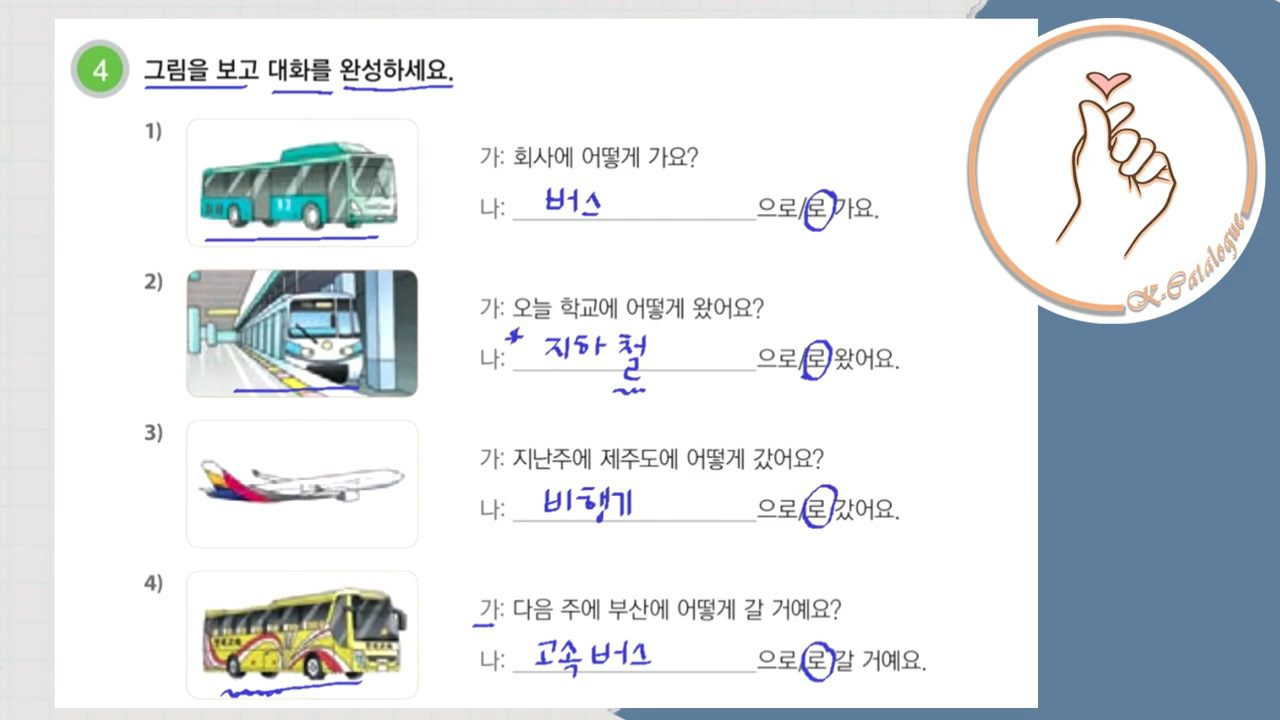 4 그림을 보고 대화를 완성하세요.
1)
가: 회사에 어떻게 가요?
나: 버스 으로/로 가요.
2)
가: 오늘 학교에 어떻게 왔어요?
나: 지하철 으로/로 왔어요.
3)
가: 지난주에 제주도에 어떻게 갔어요?
나: 비행기 으로/로 갔어요.
4)
가: 다음 주에 부산에 어떻게 갈 거예요?
나: 고속버스 으로/로 갈 거예요.
K-Catalogue